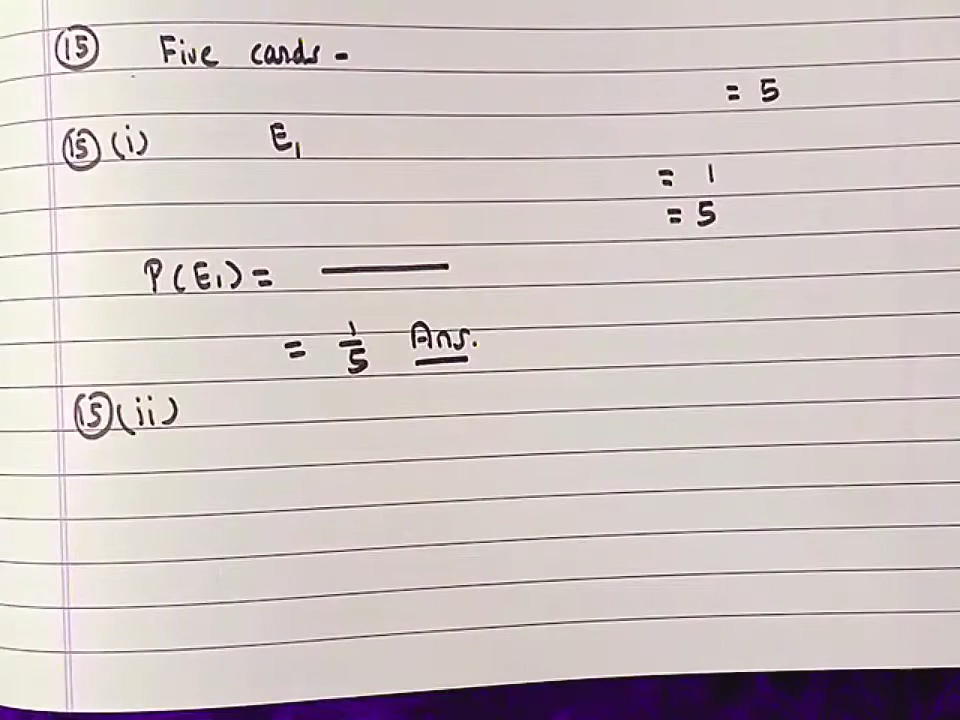 15 Five cards -
= 5
15 (i) E₁
= 1
= 5
P(E₁) = ────
= 1/5 Ans.
15 (ii)